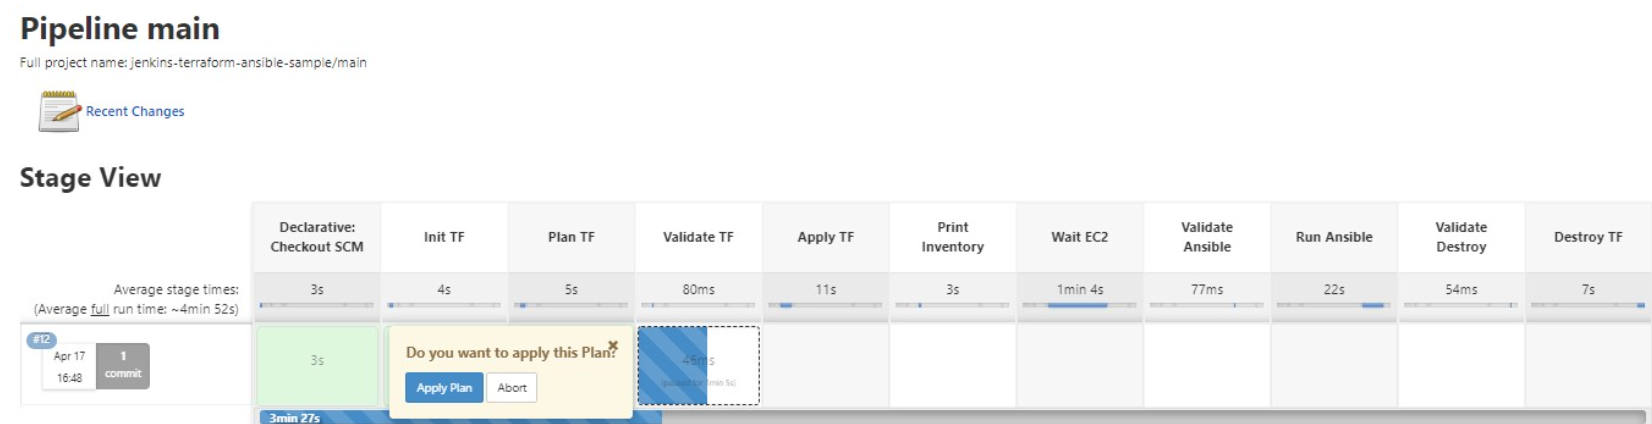 Pipeline main
Full project name: jenkins-terraform-ansible-sample/main
Recent Changes
Stage View
Declarative:
Checkout SCM
Init TF
Plan TF
Validate TF
Apply TF
Print
Inventory
Wait EC2
Validate
Ansible
Run Ansible
Validate
Destroy
Destroy TF
Average stage times:
(Average full run time: ~4min 52s)
3s
4s
5s
80ms
11s
3s
1min 4s
77ms
22s
54ms
7s
#12
Apr 17
16:48
1
commit
3s
Do you want to apply this Plan?
Apply Plan
Abort
46ms
(paused for 1min 5s)
3min 27s